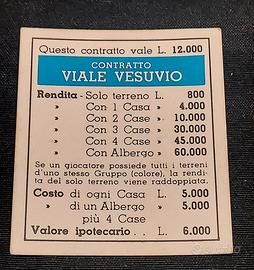 Questo contratto vale L. 12.000
CONTRATTO
VIALE VESUVIO
Rendita - Solo terreno L. 800
» Con 1 Casa » 4.000
» Con 2 Case » 10.000
» Con 3 Case » 30.000
» Con 4 Case » 45.000
» Con Albergo » 60.000
Se un giocatore possiede tutti i terreni
d'uno stesso Gruppo (colore), la rendi-
ta del solo terreno viene raddoppiata.
Costo di ogni Casa L. 5.000
» di un Albergo » 5.000
più 4 Case
Valore ipotecario . . L. 6.000
subito